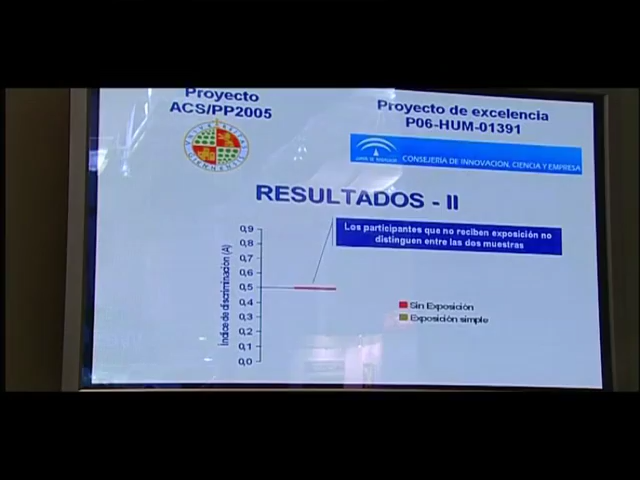 Proyecto
ACS/PP2005
Proyecto de excelencia
P06-HUM-01391
CONSEJERÍA DE INNOVACIÓN, CIENCIA Y EMPRESA
RESULTADOS - II
Los participantes que no reciben exposición no
distinguen entre las dos muestras
Índice de discriminación (A)
0,9
0,8
0,7
0,6
0,5
0,4
0,3
0,2
0,1
0,0
Sin Exposición
Exposición simple